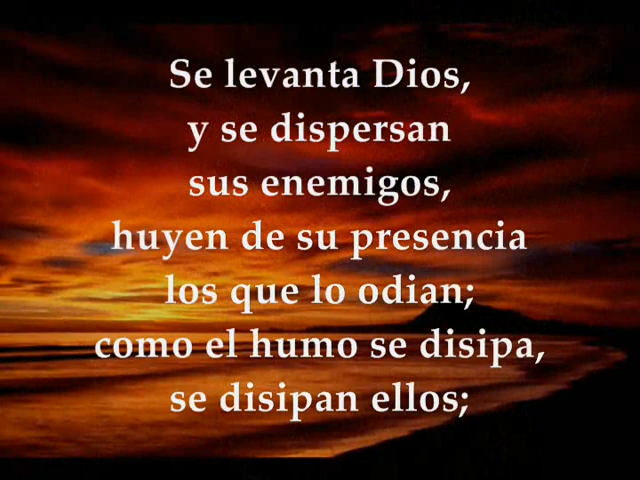 Se levanta Dios,
y se dispersan
sus enemigos,
huyen de su presencia
los que lo odian;
como el humo se disipa,
se disipan ellos;